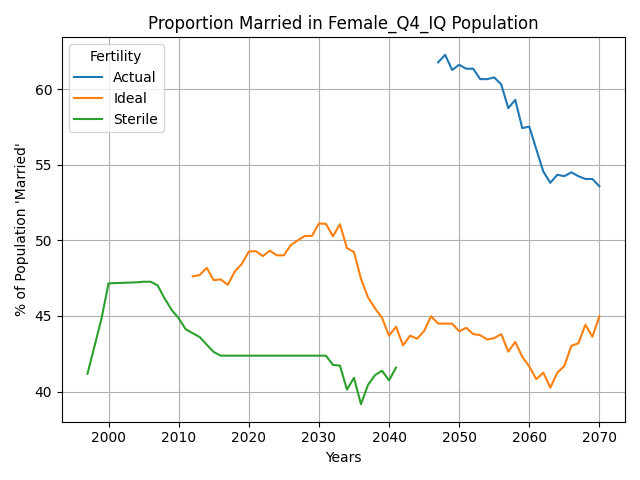 Proportion Married in Female_Q4_IQ Population
Fertility
Actual
Ideal
Sterile
% of Population 'Married'
60
55
50
45
40
2000 2010 2020 2030 2040 2050 2060 2070
Years